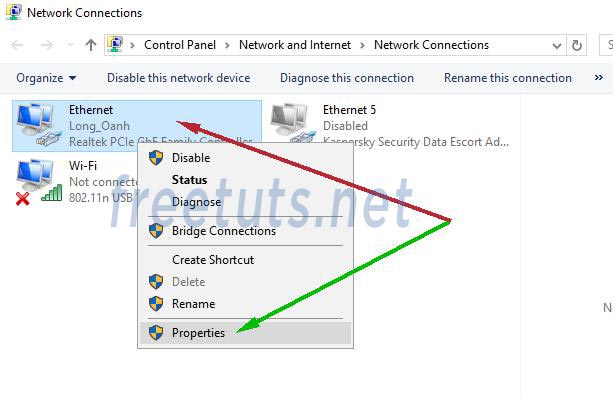 Network Connections
Control Panel > Network and Internet > Network Connections
Organize Disable this network device Diagnose this connection Rename this connection »
Ethernet
Long_Oanh
Realtek PCIe GbE Family Controller
Ethernet 5
Disabled
Kaspersky Security Data Escort Ad...
Wi-Fi
Not connecte
802.11n USB
Disable
Status
Diagnose
Bridge Connections
Create Shortcut
Delete
Rename
Properties
freetuts.net